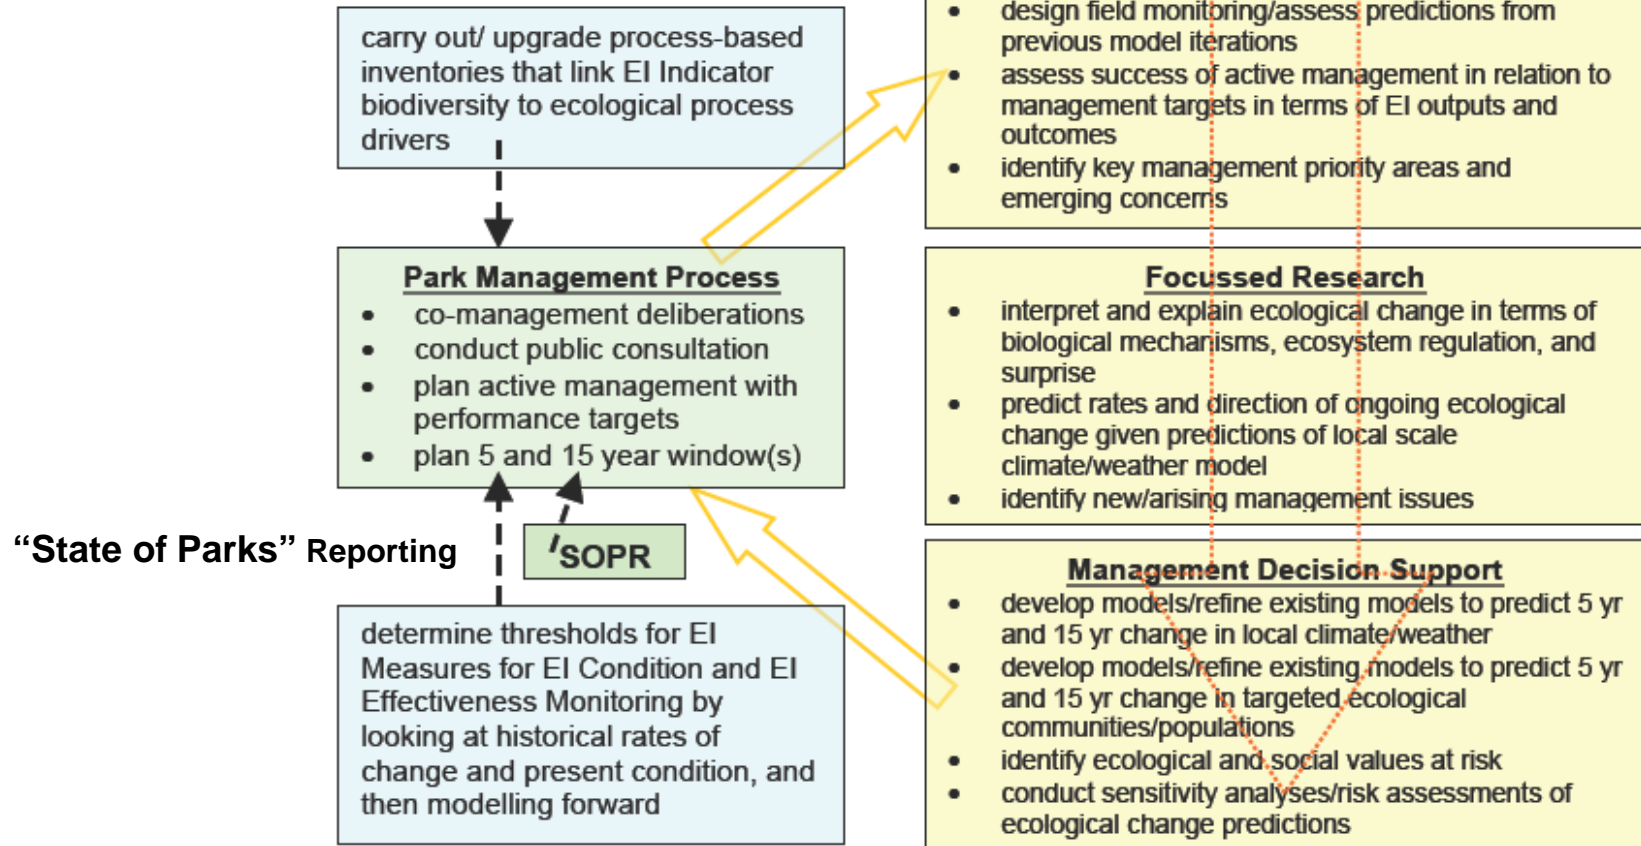 carry out/ upgrade process-based
inventories that link EI Indicator
biodiversity to ecological process
drivers
Park Management Process
• co-management deliberations
• conduct public consultation
• plan active management with
performance targets
• plan 5 and 15 year window(s)
“State of Parks” Reporting
SOPR
determine thresholds for EI
Measures for EI Condition and EI
Effectiveness Monitoring by
looking at historical rates of
change and present condition, and
then modelling forward
• design field monitoring/assess predictions from
previous model iterations
• assess success of active management in relation to
management targets in terms of EI outputs and
outcomes
• identify key management priority areas and
emerging concerns
Focussed Research
• interpret and explain ecological change in terms of
biological mechanisms, ecosystem regulation, and
surprise
• predict rates and direction of ongoing ecological
change given predictions of local scale
climate/weather model
• identify new/arising management issues
Management Decision Support
• develop models/refine existing models to predict 5 yr
and 15 yr change in local climate/weather
• develop models/refine existing models to predict 5 yr
and 15 yr change in targeted ecological
communities/populations
• identify ecological and social values at risk
• conduct sensitivity analyses/risk assessments of
ecological change predictions